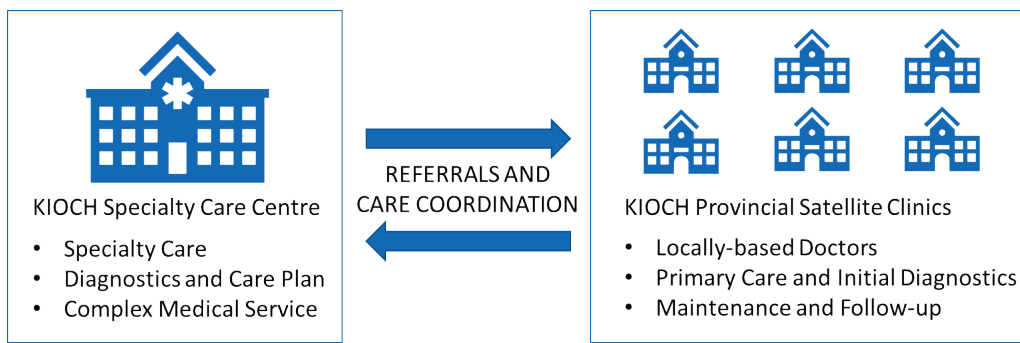 KIOCH Specialty Care Centre
• Specialty Care
• Diagnostics and Care Plan
• Complex Medical Service
REFERRALS AND
CARE COORDINATION
KIOCH Provincial Satellite Clinics
• Locally-based Doctors
• Primary Care and Initial Diagnostics
• Maintenance and Follow-up